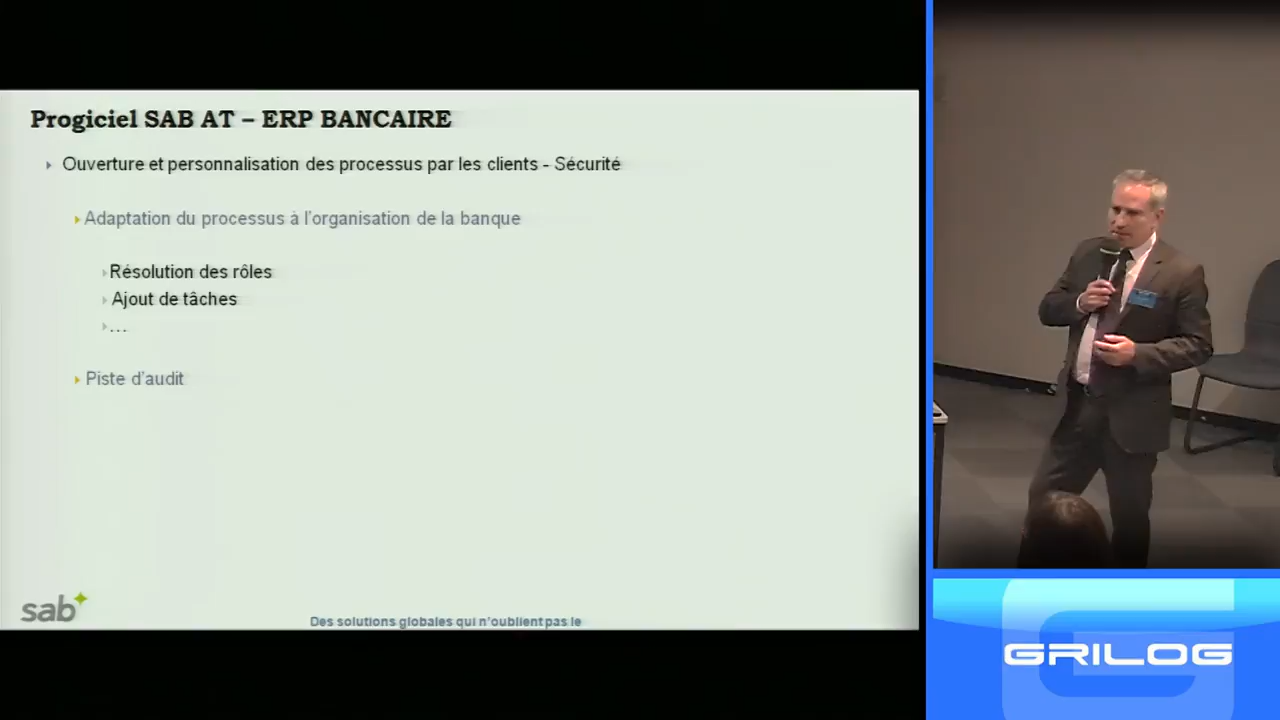 Progiciel SAB AT – ERP BANCAIRE
Ouverture et personnalisation des processus par les clients - Sécurité
Adaptation du processus à l'organisation de la banque
Résolution des rôles
Ajout de tâches
...
Piste d'audit
sab
Des solutions globales qui n'oublient pas le
GRILOG